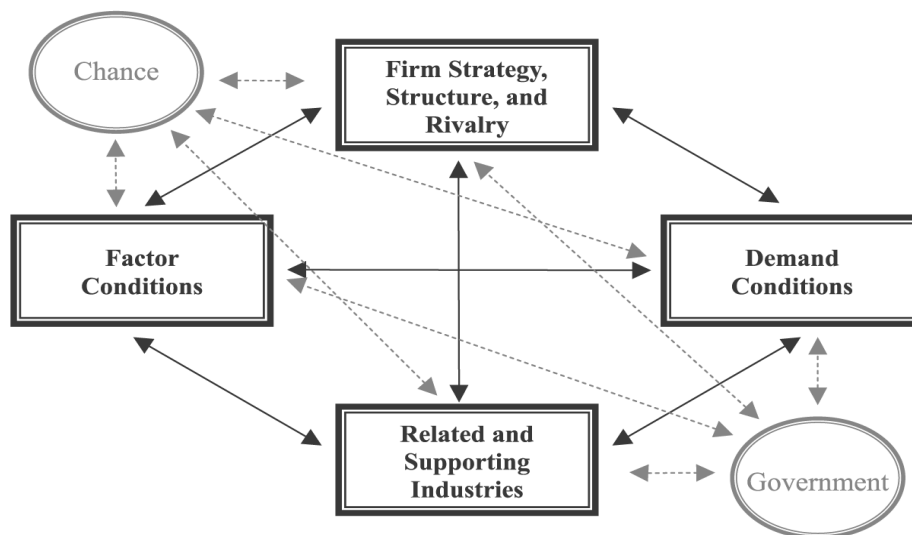 Chance
Firm Strategy,
Structure, and
Rivalry
Factor
Conditions
Demand
Conditions
Related and
Supporting
Industries
Government